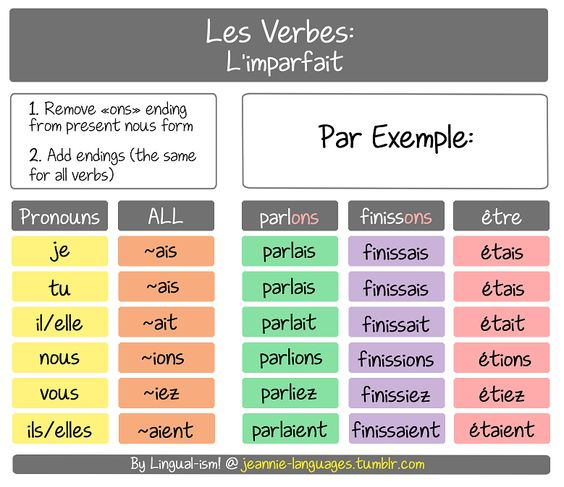 Les Verbes:
L'imparfait
1. Remove «ons» ending
from present nous form
2. Add endings (the same
for all verbs)
Par Exemple:
Pronouns ALL parlons finissons être
je ~ais parlais finissais étais
tu ~ais parlais finissais étais
il/elle ~ait parlait finissait était
nous ~ions parlions finissions étions
vous ~iez parliez finissiez étiez
ils/elles ~aient parlaient finissaient étaient
By Lingual-ism! @ jeannie-languages.tumblr.com